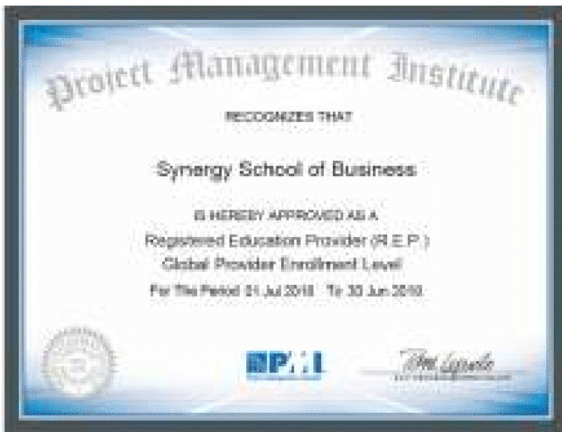 Project Management Institute
RECOGNIZES THAT
Synergy School of Business
IS HEREBY APPROVED AS A
Registered Education Provider (R.E.P.)
Global Provider Enrollment Level
For The Period 01 Jul To 30 Jun
PMI